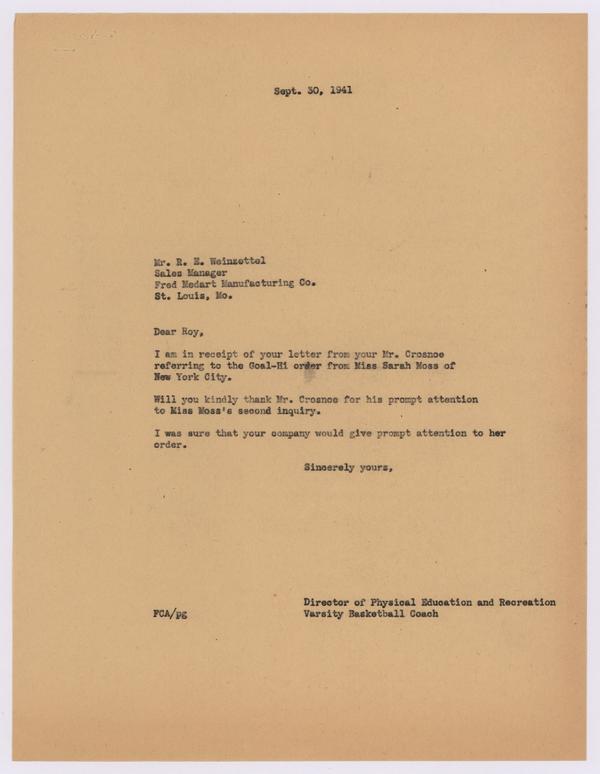 Sept. 30, 1941
Mr. R. E. Weinzettel
Sales Manager
Fred Medart Manufacturing Co.
St. Louis, Mo.
Dear Roy,
I am in receipt of your letter from your Mr. Crosnoe
referring to the Goal-Hi order from Miss Sarah Moss of
New York City.
Will you kindly thank Mr. Crosnoe for his prompt attention
to Miss Moss's second inquiry.
I was sure that your company would give prompt attention to her
order.
Sincerely yours,
Director of Physical Education and Recreation
FCA/pg Varsity Basketball Coach